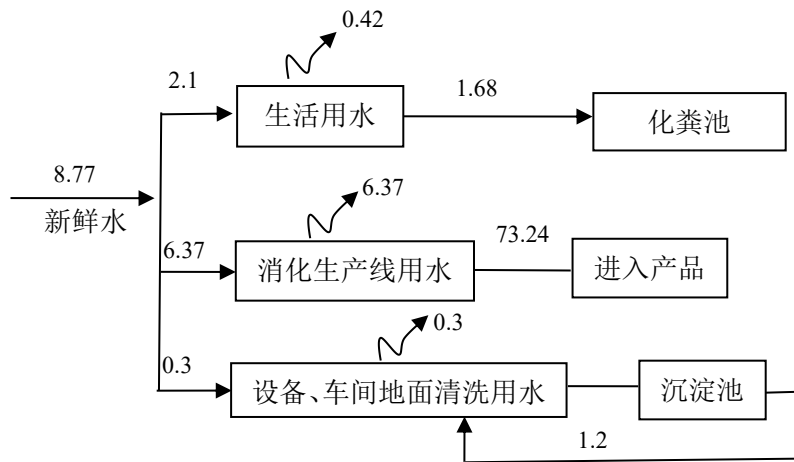 0.42
2.1
生活用水
1.68
化粪池
8.77
新鲜水
6.37
6.37
消化生产线用水
73.24
进入产品
0.3
0.3
设备、车间地面清洗用水
沉淀池
1.2